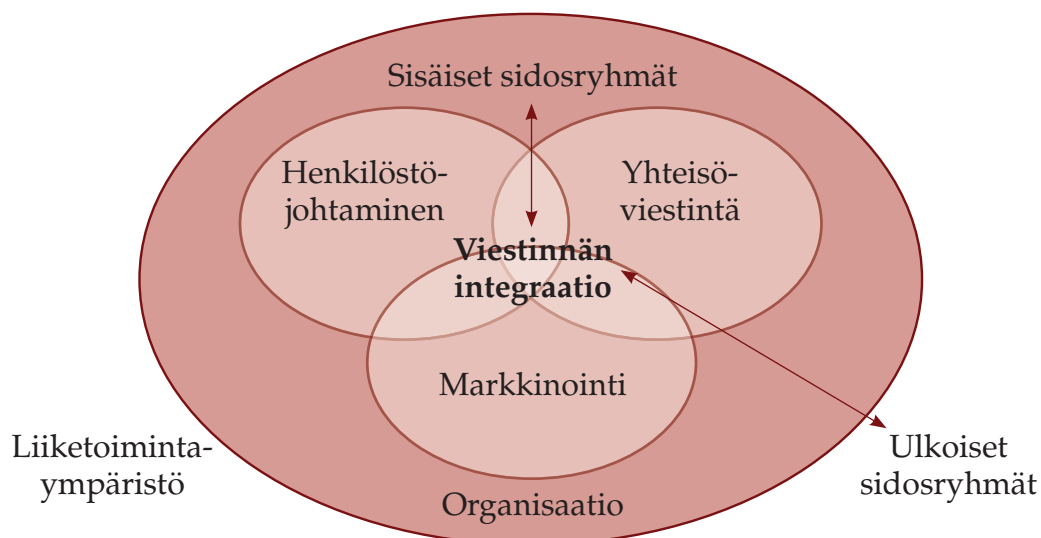 Sisäiset sidosryhmät
Henkilöstö-
johtaminen
Yhteisö-
viestintä
Viestinnän
integraatio
Markkinointi
Liiketoiminta-
ympäristö
Ulkoiset
sidosryhmät
Organisaatio